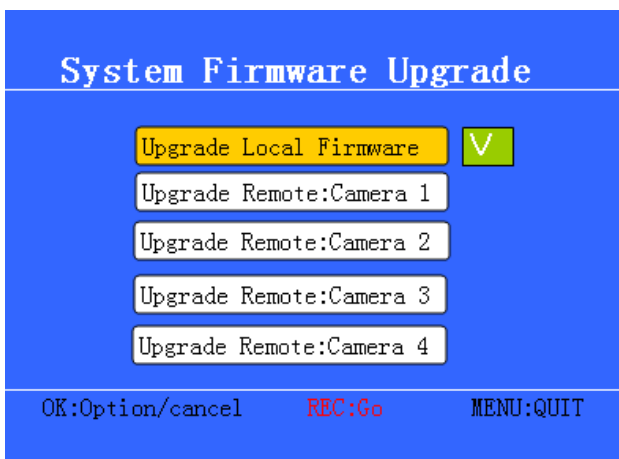 System Firmware Upgrade
Upgrade Local Firmware V
Upgrade Remote:Camera 1
Upgrade Remote:Camera 2
Upgrade Remote:Camera 3
Upgrade Remote:Camera 4
OK:Option/cancel REC:Go MENU:QUIT